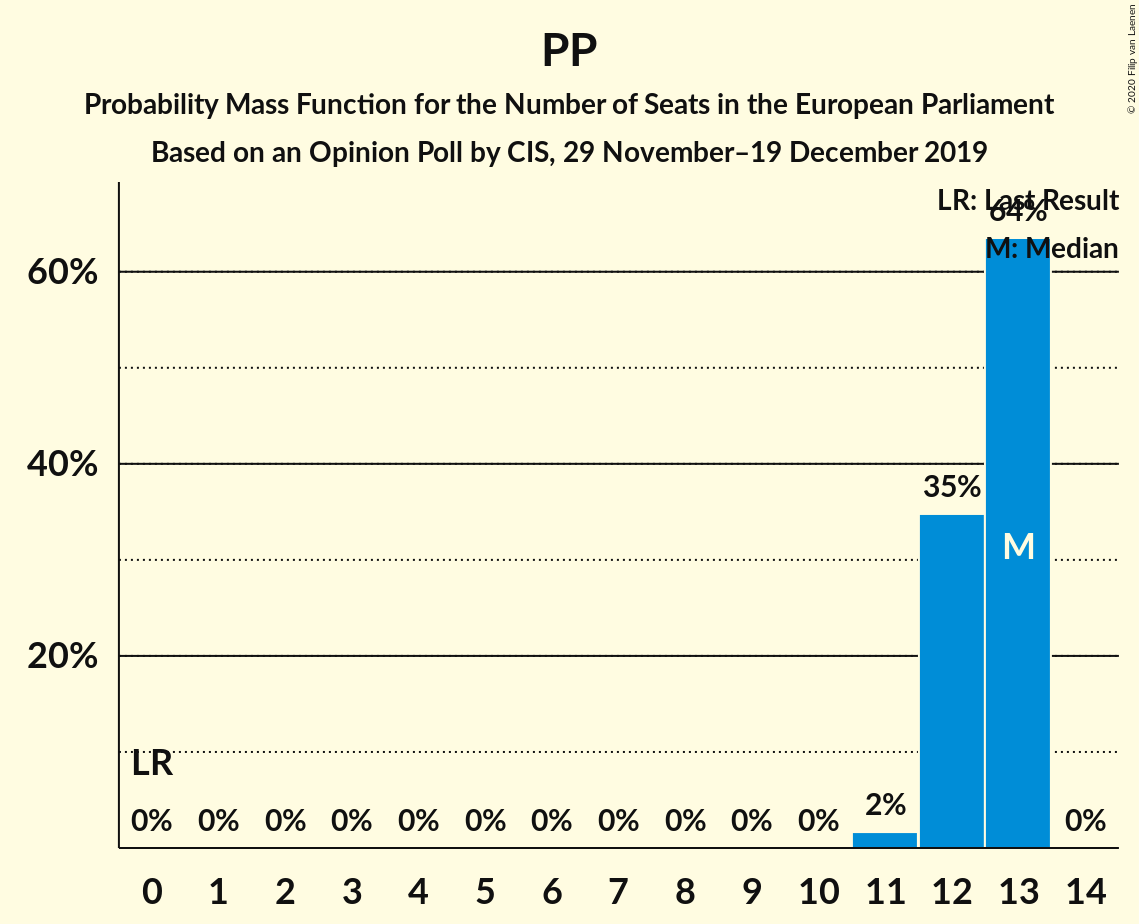 PP
Probability Mass Function for the Number of Seats in the European Parliament
Based on an Opinion Poll by CIS, 29 November–19 December 2019
© 2020 Filip van Laenen
LR: Last Result
M: Median
64%
60%
40%
35%
M
20%
LR
2%
0% 0% 0% 0% 0% 0% 0% 0% 0% 0% 0% 0%
0 1 2 3 4 5 6 7 8 9 10 11 12 13 14